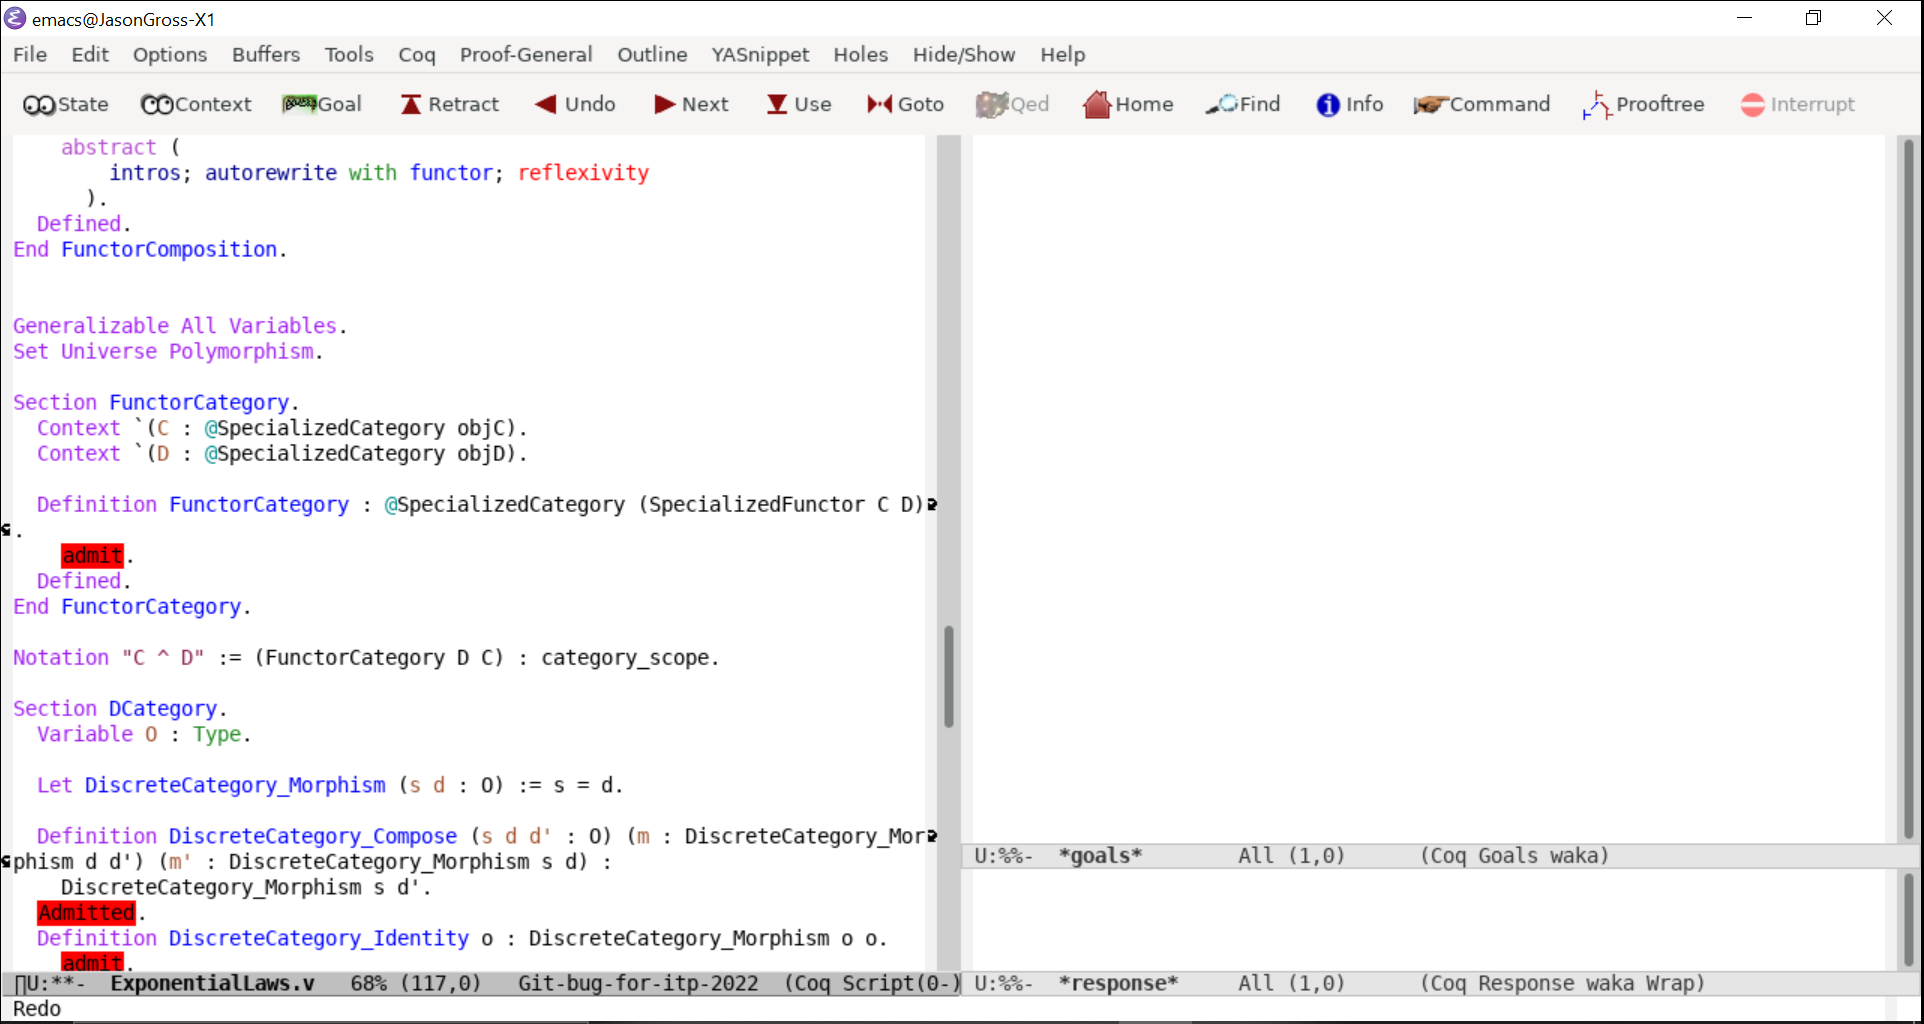 emacs@JasonGross-X1
File Edit Options Buffers Tools Coq Proof-General Outline YASnippet Holes Hide/Show Help
State Context Goal Retract Undo Next Use Goto Qed Home Find Info Command Prooftree Interrupt
abstract (
intros; autorewrite with functor; reflexivity
).
Defined.
End FunctorComposition.
Generalizable All Variables.
Set Universe Polymorphism.
Section FunctorCategory.
Context `(C : @SpecializedCategory objC).
Context `(D : @SpecializedCategory objD).
Definition FunctorCategory : @SpecializedCategory (SpecializedFunctor C D)
.
admit.
Defined.
End FunctorCategory.
Notation "C ^ D" := (FunctorCategory D C) : category_scope.
Section DCategory.
Variable O : Type.
Let DiscreteCategory_Morphism (s d : O) := s = d.
Definition DiscreteCategory_Compose (s d d' : O) (m : DiscreteCategory_Mor
phism d d') (m' : DiscreteCategory_Morphism s d) :
DiscreteCategory_Morphism s d'.
Admitted.
Definition DiscreteCategory_Identity o : DiscreteCategory_Morphism o o.
admit.
U:**- ExponentialLaws.v 68% (117,0) Git-bug-for-itp-2022 (Coq Script(0-)
U:%%- *goals* All (1,0) (Coq Goals waka)
U:%%- *response* All (1,0) (Coq Response waka Wrap)
Redo